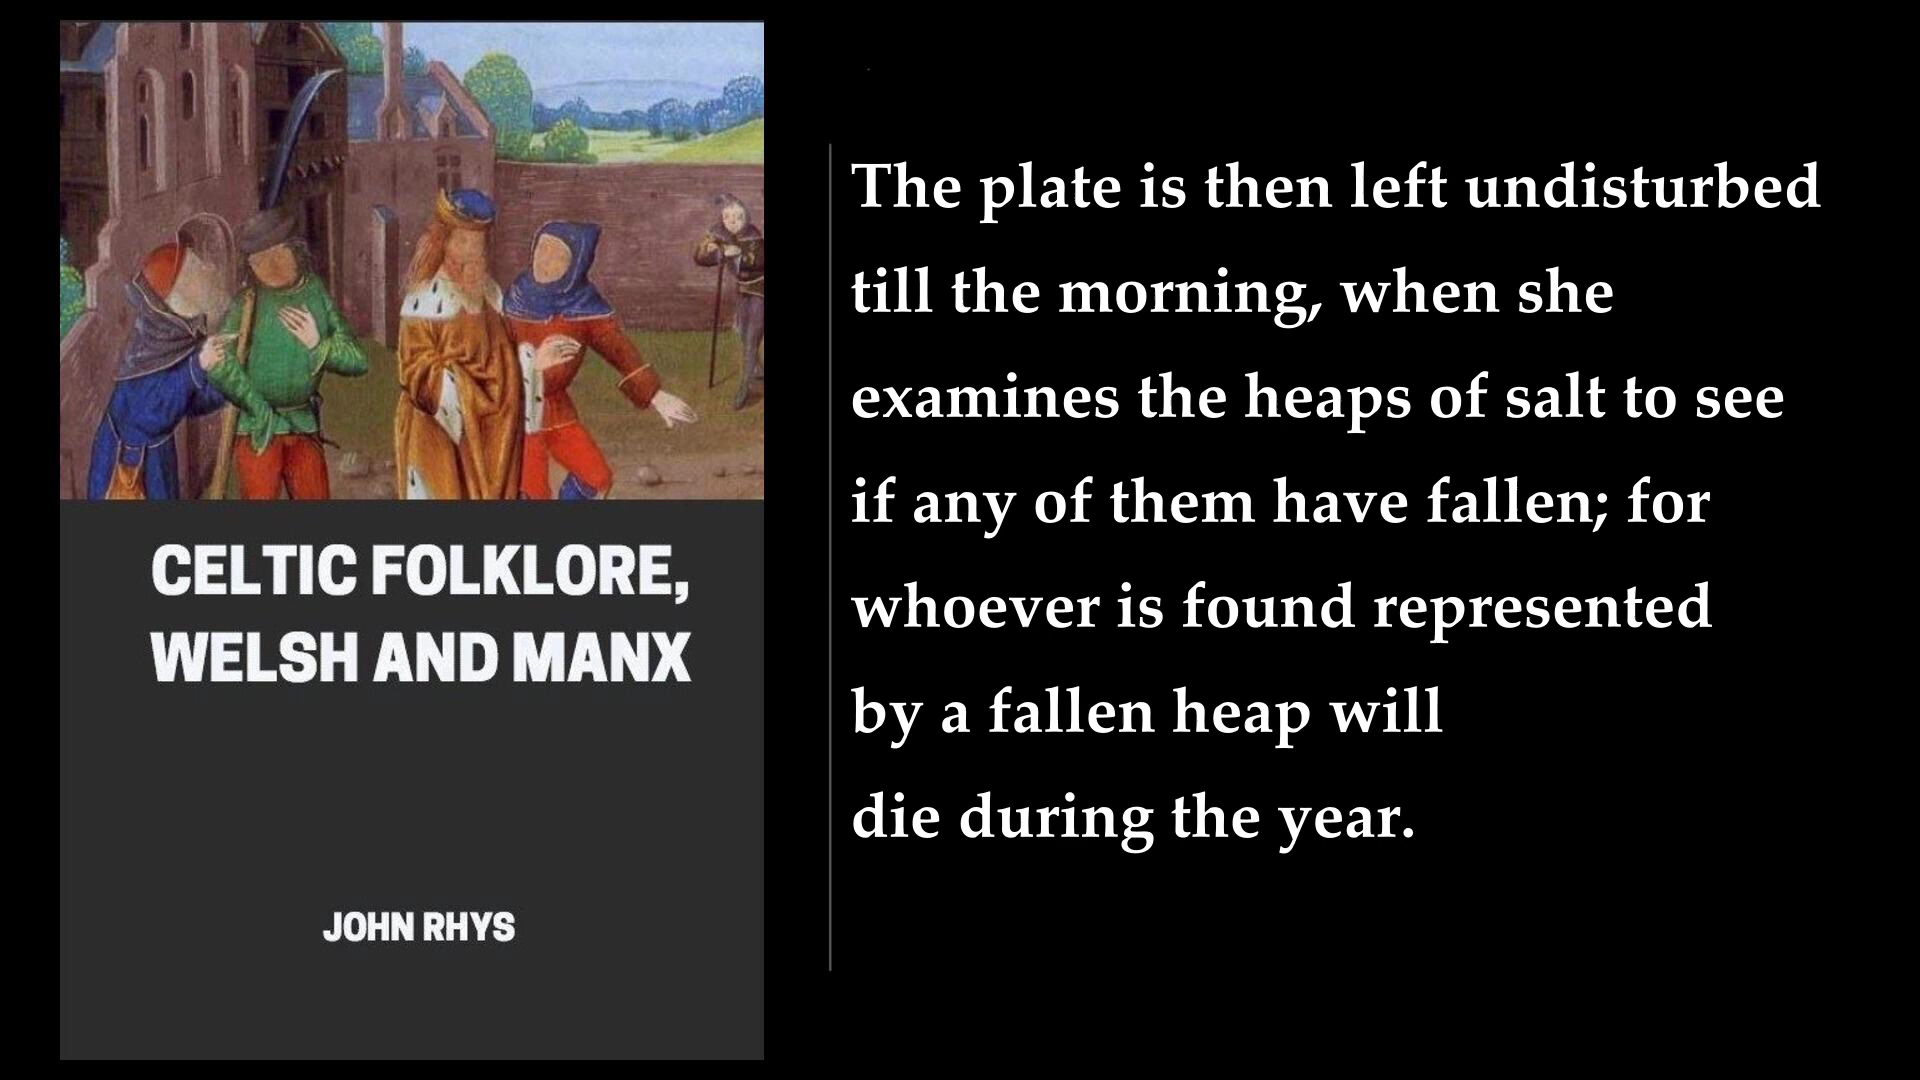 CELTIC FOLKLORE,
WELSH AND MANX
JOHN RHYS
The plate is then left undisturbed
till the morning, when she
examines the heaps of salt to see
if any of them have fallen; for
whoever is found represented
by a fallen heap will
die during the year.